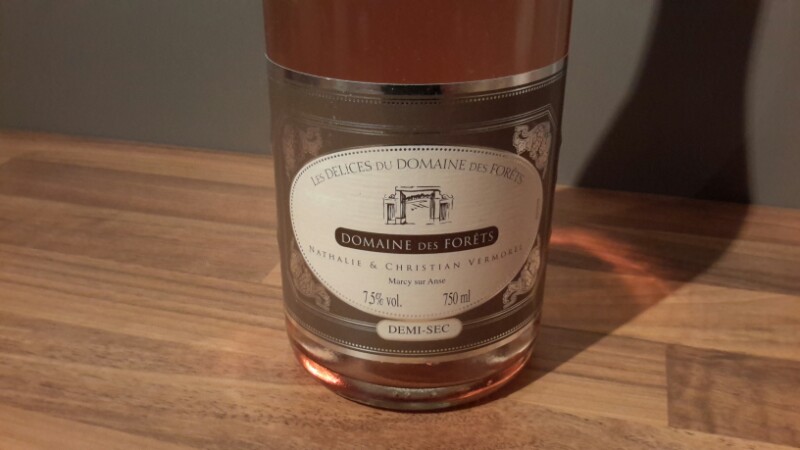 LES DELICES DU DOMAINE DES FORÊTS
DOMAINE DES FORÊTS
NATHALIE & CHRISTIAN VERMOREL
Marcy sur Anse
7,5% vol. 750 ml
DEMI-SEC